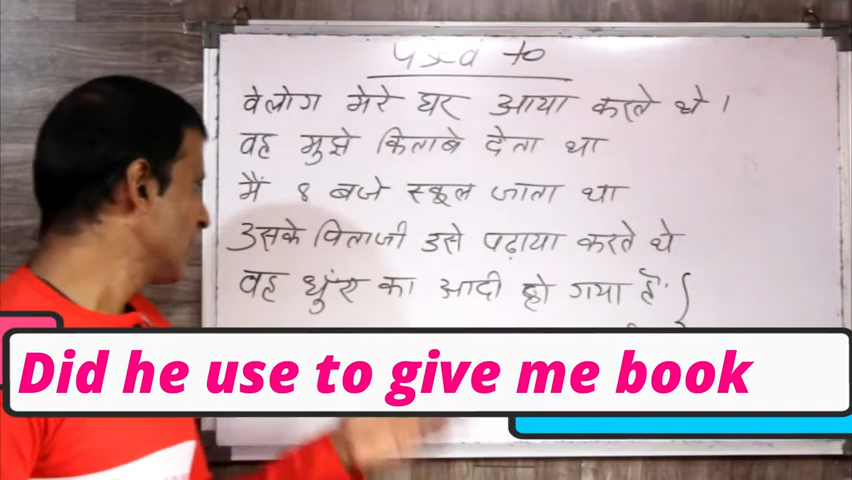 used to
वेलोग मेरे घर आया करते थे।
वह मुझे किताबे देता था
मैं 8 बजे स्कूल जाता था
उसके पिताजी उसे पढ़ाया करते थे
वह धुंए का आदी हो गया है
Did he use to give me book